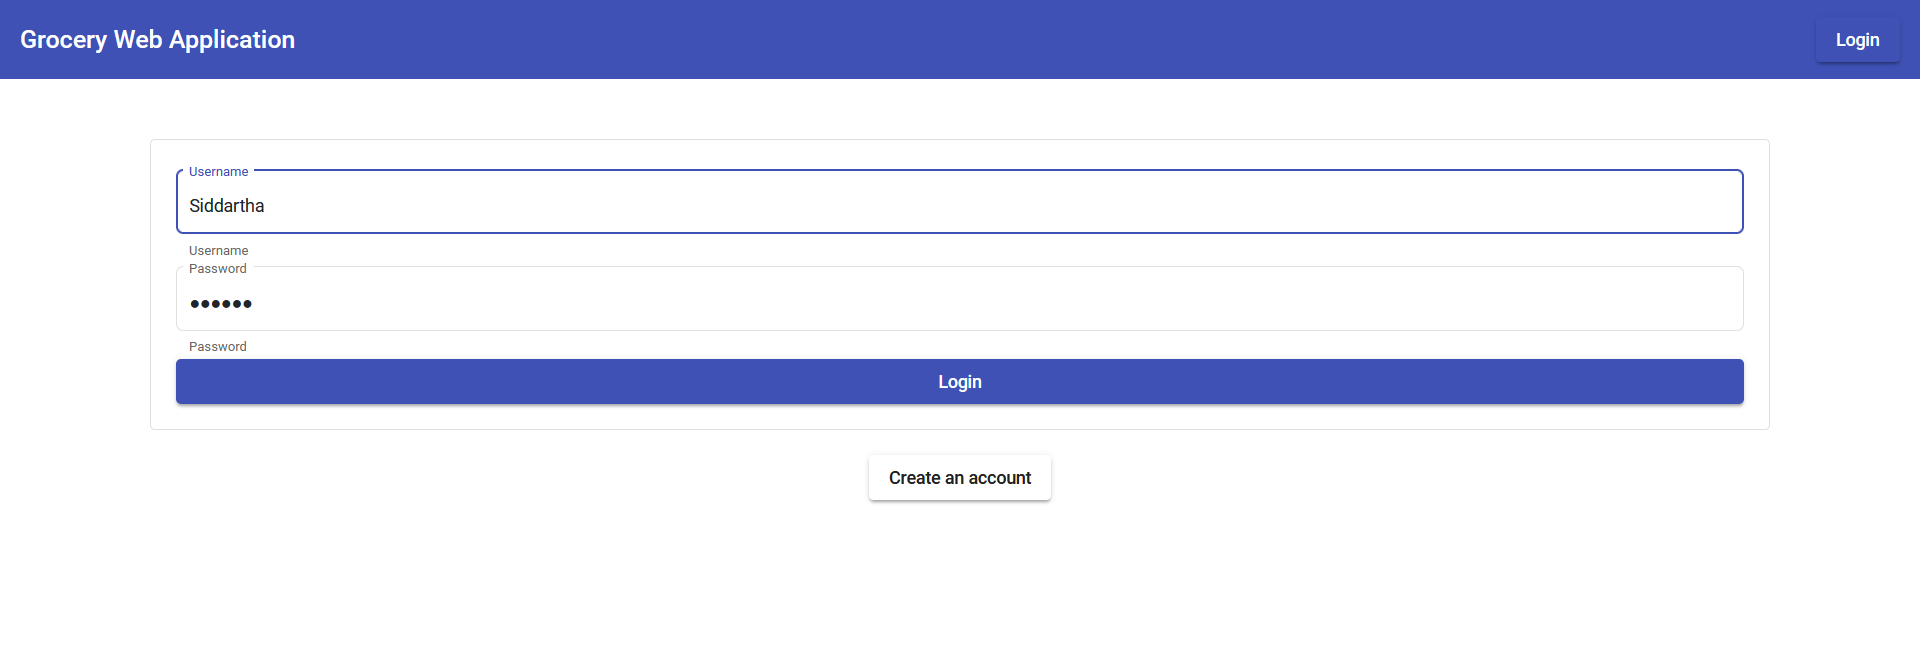 Grocery Web Application
Login
Username
Siddartha
Username
Password
••••••
Password
Login
Create an account